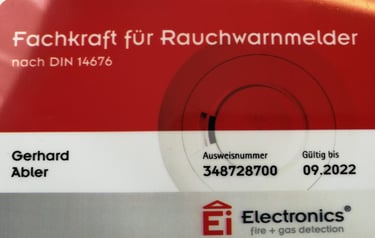 Fachkraft für Rauchwarnmelder
nach DIN 14676
Gerhard
Abler
Ausweisnummer
348728700
Gültig bis
09.2022
Ei Electronics®
fire + gas detection